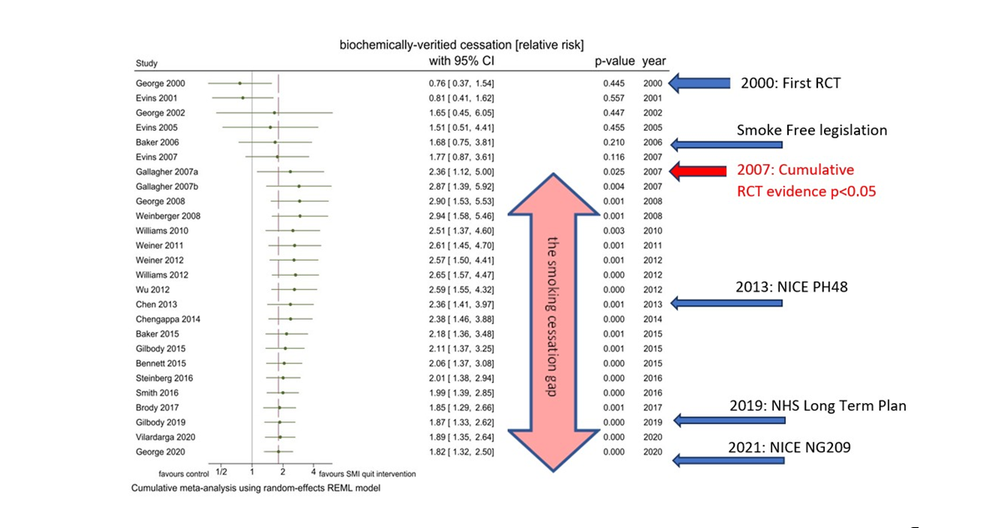 biochemically-veritied cessation [relative risk]
Study with 95% CI p-value year
George 2000 0.76 [ 0.37, 1.54] 0.445 2000
2000: First RCT
Evins 2001 0.81 [ 0.41, 1.62] 0.557 2001
George 2002 1.65 [ 0.45, 6.05] 0.447 2002
Evins 2005 1.51 [ 0.51, 4.41] 0.455 2005
Smoke Free legislation
Baker 2006 1.68 [ 0.75, 3.81] 0.210 2006
Evins 2007 1.77 [ 0.87, 3.61] 0.116 2007
Gallagher 2007a 2.36 [ 1.12, 5.00] 0.025 2007
2007: Cumulative
RCT evidence p<0.05
Gallagher 2007b 2.87 [ 1.39, 5.92] 0.004 2007
George 2008 2.90 [ 1.53, 5.53] 0.001 2008
Weinberger 2008 2.94 [ 1.58, 5.46] 0.001 2008
Williams 2010 2.51 [ 1.37, 4.60] 0.003 2010
Weiner 2011 2.61 [ 1.45, 4.70] 0.001 2011
Weiner 2012 2.57 [ 1.50, 4.41] 0.001 2012
Williams 2012 2.65 [ 1.57, 4.47] 0.000 2012
Wu 2012 2.59 [ 1.55, 4.32] 0.000 2012
2013: NICE PH48
Chen 2013 2.36 [ 1.41, 3.97] 0.001 2013
Chengappa 2014 2.38 [ 1.46, 3.88] 0.000 2014
Baker 2015 2.18 [ 1.36, 3.48] 0.001 2015
Gilbody 2015 2.11 [ 1.37, 3.25] 0.001 2015
Bennett 2015 2.06 [ 1.37, 3.08] 0.000 2015
Steinberg 2016 2.01 [ 1.38, 2.94] 0.000 2016
Smith 2016 1.99 [ 1.39, 2.85] 0.000 2016
Brody 2017 1.85 [ 1.29, 2.66] 0.001 2017
2019: NHS Long Term Plan
Gilbody 2019 1.87 [ 1.33, 2.62] 0.000 2019
Vilardarga 2020 1.89 [ 1.35, 2.64] 0.000 2020
George 2020 1.82 [ 1.32, 2.50] 0.000 2020
2021: NICE NG209
the smoking cessation gap
favours control 1/2 1 2 4 favours SMI quit intervention
Cumulative meta-analysis using random-effects REML model